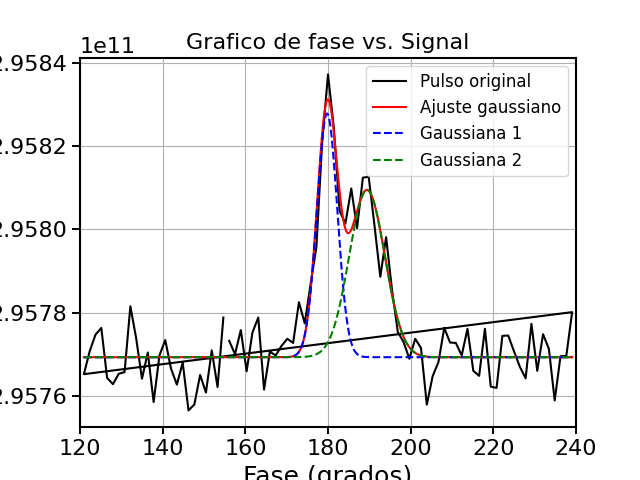 1e11
Grafico de fase vs. Signal
Pulso original
Ajuste gaussiano
Gaussiana 1
Gaussiana 2
2.9584
2.9582
2.9580
2.9578
2.9576
120 140 160 180 200 220 240
Fase (grados)